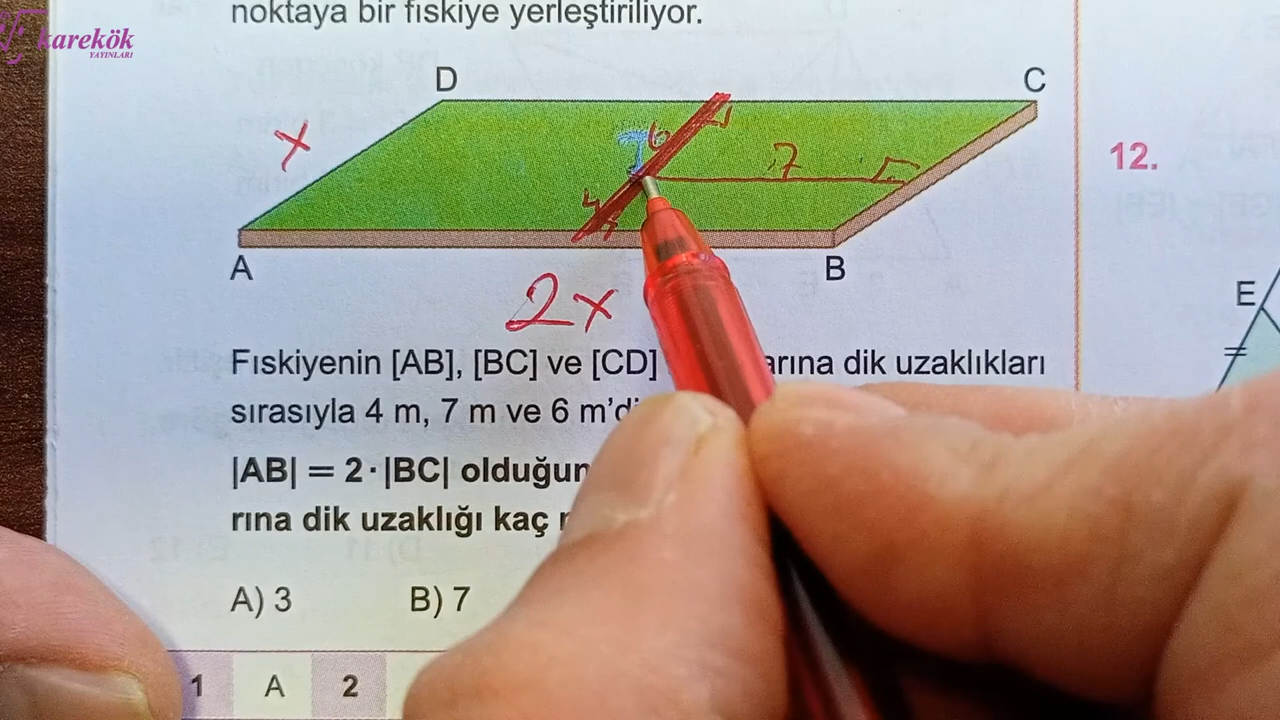 karekök
YAYINLARI
noktaya bir fıskiye yerleştiriliyor.
D
C
x
6
7
4
A
B
2x
12.
E
Fıskiyenin [AB], [BC] ve [CD] arına dik uzaklıkları
sırasıyla 4 m, 7 m ve 6 m'di
|AB| = 2·|BC| olduğun
rına dik uzaklığı kaç
A) 3 B) 7
1 A 2